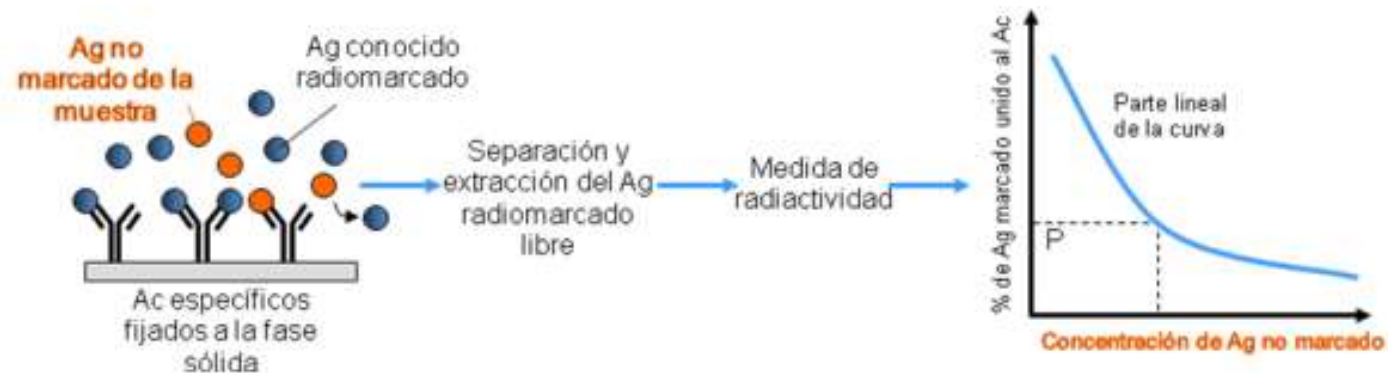 Ag no
marcado de la
muestra
Ag conocido
radiomarcado
Separación y
extracción del Ag
radiomarcado
libre
Medida de
radiactividad
Ac específicos
fijados a la fase
sólida
% de Ag marcado unido al Ac
Parte lineal
de la curva
P
Concentración de Ag no marcado